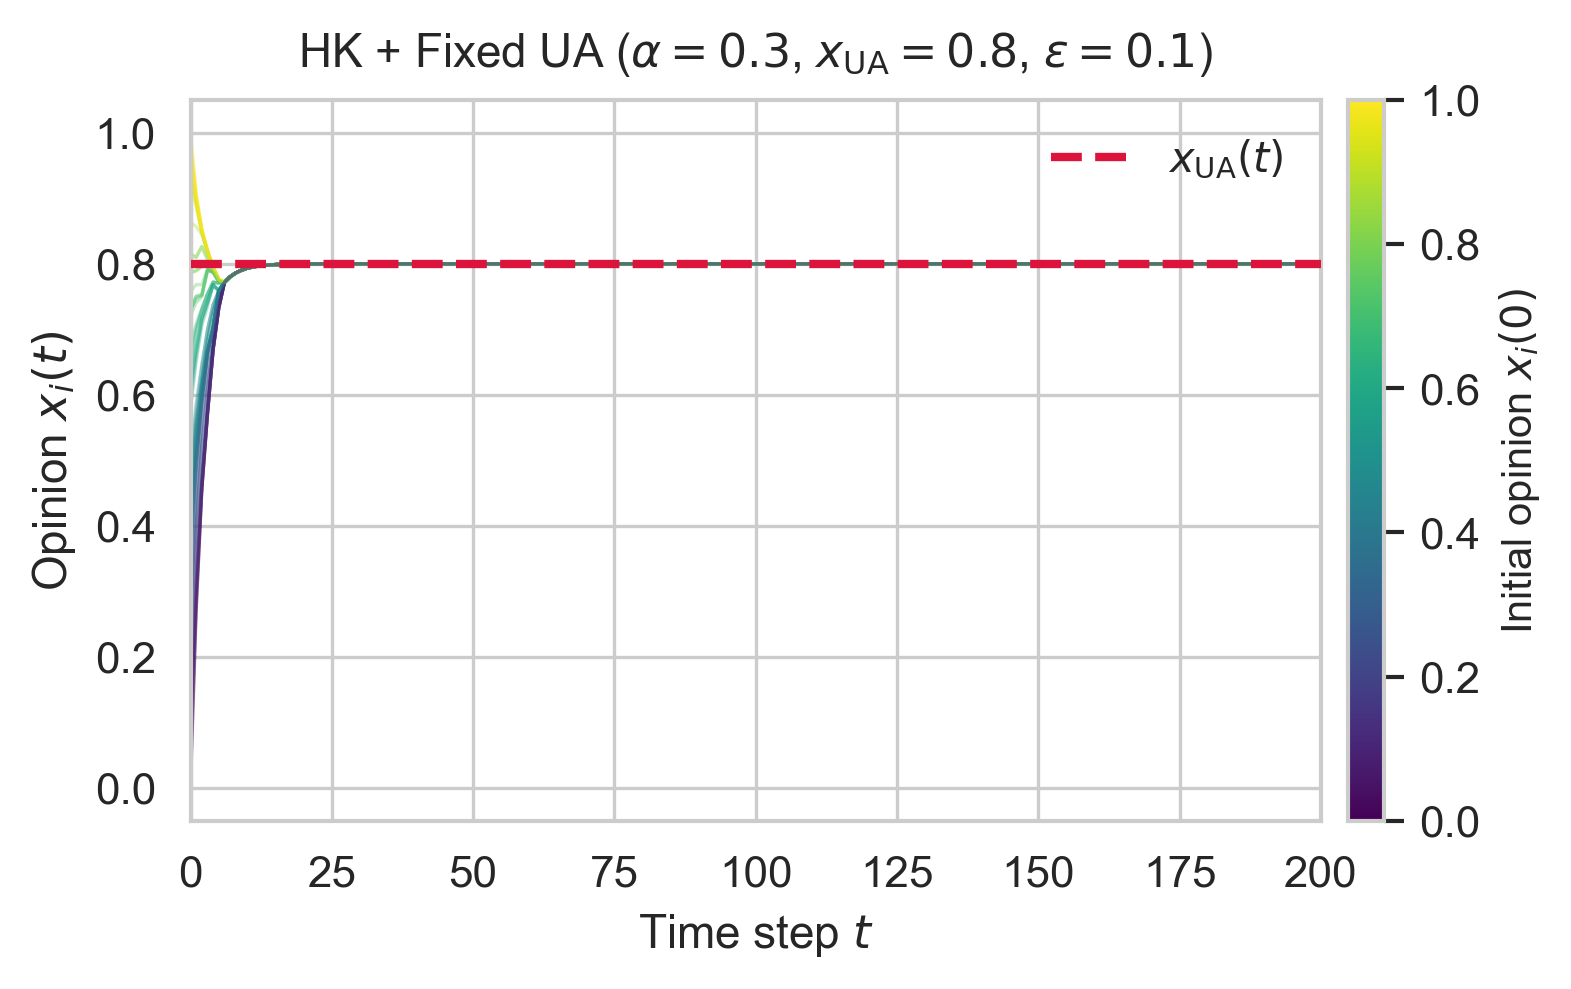 HK + Fixed UA (α = 0.3, x_UA = 0.8, ε = 0.1)
x_UA(t)
Opinion x_i(t)
1.0
0.8
0.6
0.4
0.2
0.0
0 25 50 75 100 125 150 175 200
Time step t
1.0
0.8
0.6
0.4
0.2
0.0
Initial opinion x_i(0)